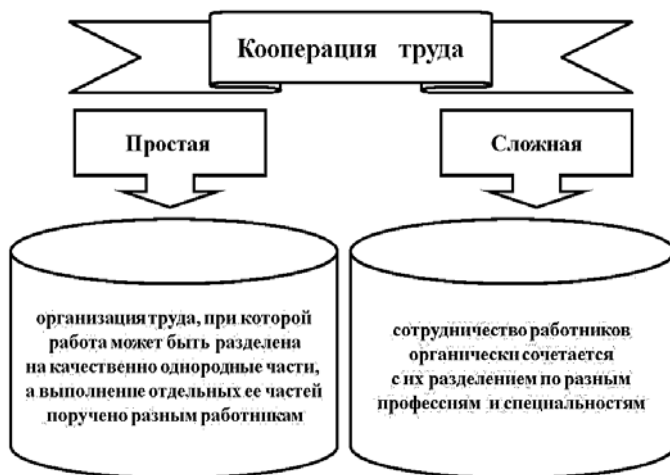 Кооперация труда
Простая
Сложная
организация труда, при которой
работа может быть разделена
на качественно однородные части,
а выполнение отдельных ее частей
поручено разным работникам
сотрудничество работников
органически сочетается
с их разделением по разным
профессиям и специальностям